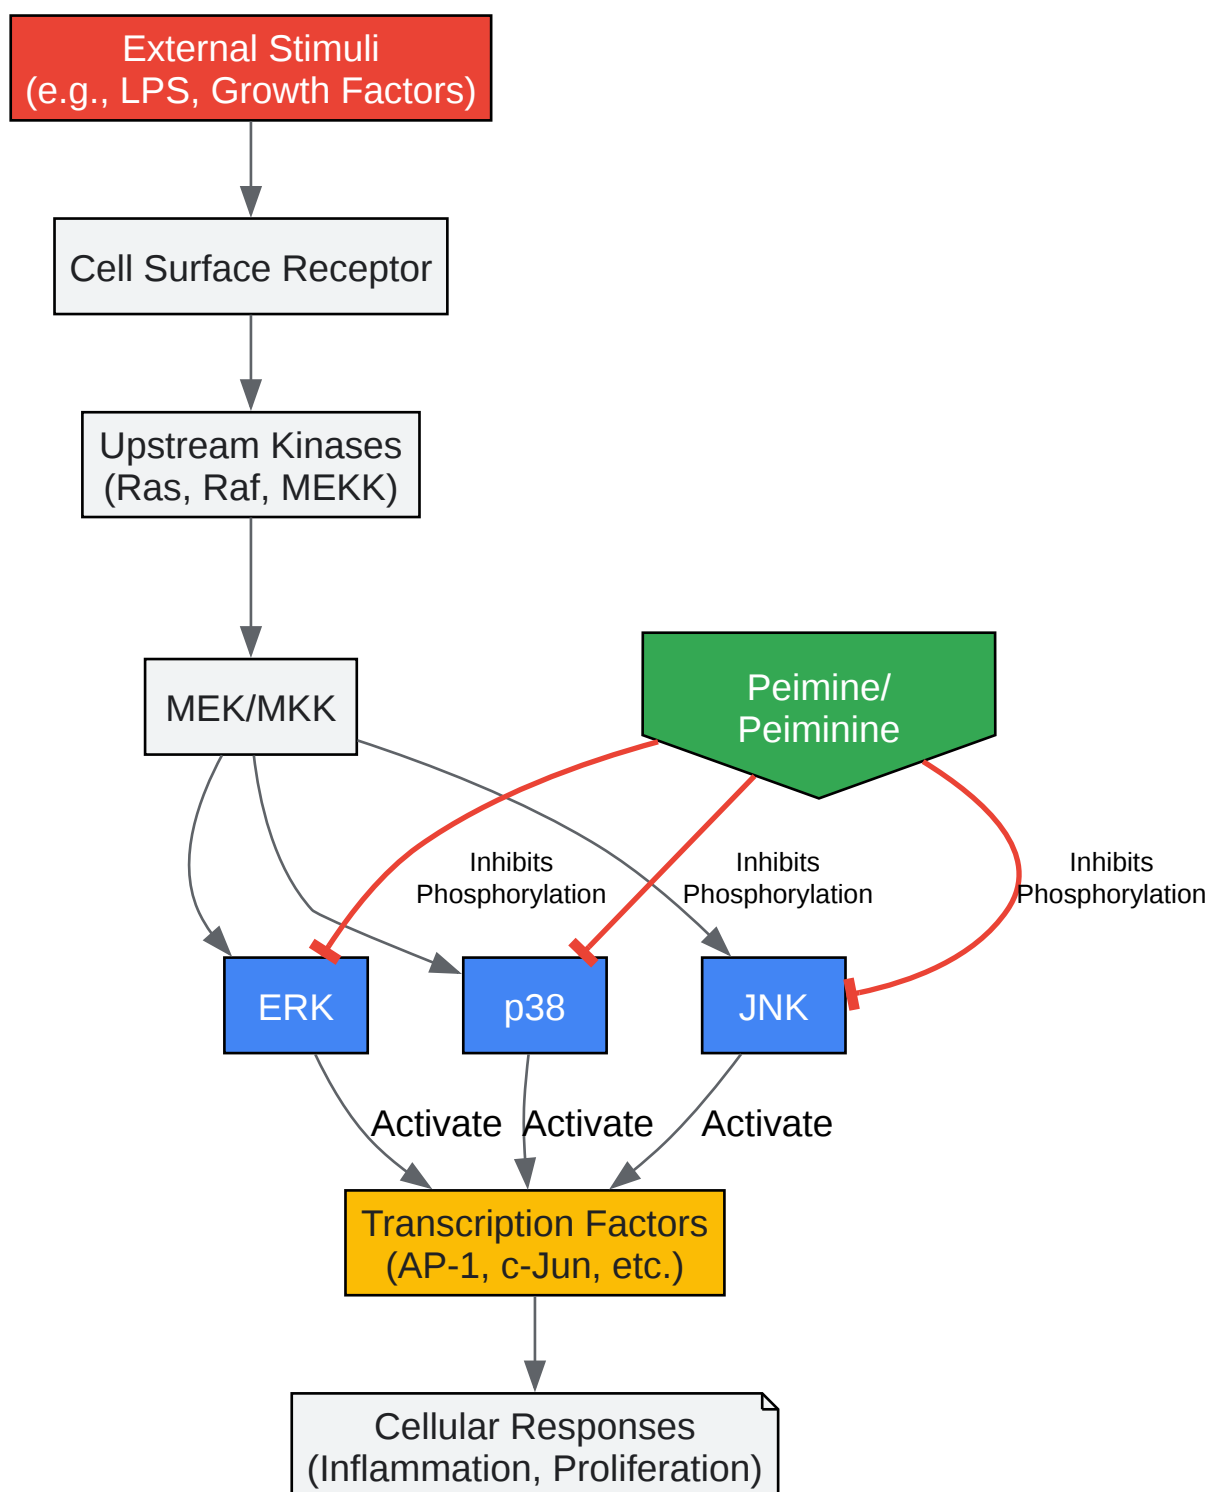 External Stimuli
(e.g., LPS, Growth Factors)
Cell Surface Receptor
Upstream Kinases
(Ras, Raf, MEKK)
MEK/MKK
Peimine/
Peiminine
Inhibits
Phosphorylation
Inhibits
Phosphorylation
Inhibits
Phosphorylation
ERK
p38
JNK
Activate
Activate
Activate
Transcription Factors
(AP-1, c-Jun, etc.)
Cellular Responses
(Inflammation, Proliferation)